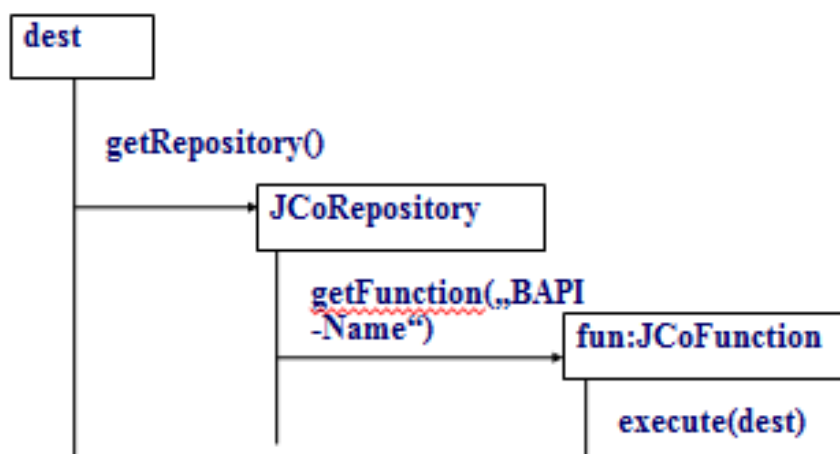 dest
getRepository()
JCoRepository
getFunction(„BAPI
-Name“)
fun:JCoFunction
execute(dest)